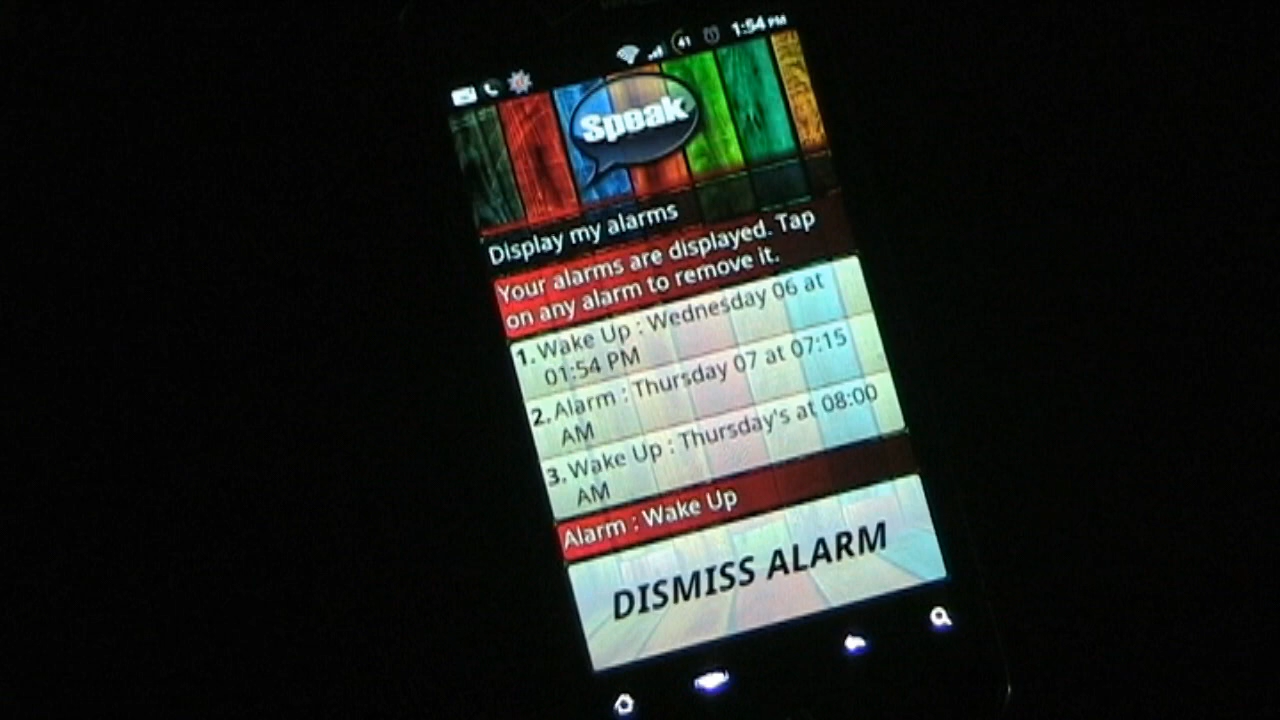 41 1:54 PM
Speak
Display my alarms
Your alarms are displayed. Tap
on any alarm to remove it.
1. Wake Up : Wednesday 06 at
01:54 PM
2. Alarm : Thursday 07 at 07:15
AM
3. Wake Up : Thursday's at 08:00
AM
Alarm : Wake Up
DISMISS ALARM